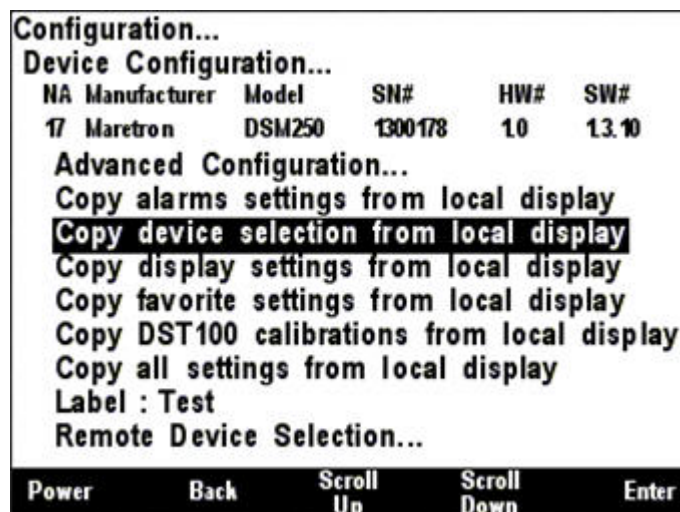 Configuration...
Device Configuration...
NA Manufacturer Model SN# HW# SW#
17 Maretron DSM250 1300178 1.0 1.3.10
Advanced Configuration...
Copy alarms settings from local display
Copy device selection from local display
Copy display settings from local display
Copy favorite settings from local display
Copy DST100 calibrations from local display
Copy all settings from local display
Label : Test
Remote Device Selection...
Power Back Scroll Up Scroll Down Enter